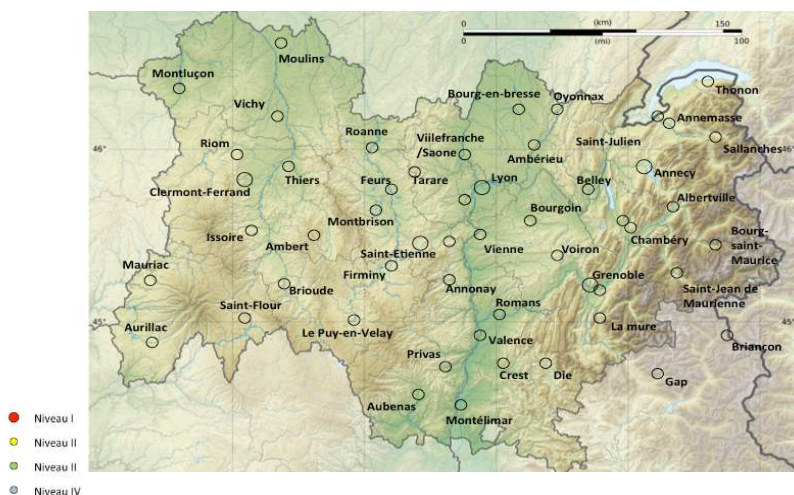 (km)
0
150
0
(mi)
100
Moulins
Montluçon
Thonon
Bourg-en-bresse
Oyonnax
Vichy
Annemasse
Roanne
Viilefranche
/Saone
Saint-Julien
Sallanches
46°
46°
Riom
Ambérieu
Thiers
Feurs
Tarare
Lyon
Belley
Annecy
Clermont-Ferrand
Albertville
Montbrison
Bourgoin
Issoire
Ambert
Saint-Etienne
Vienne
Voiron
Chambéry
Bourg-
saint-
Maurice
Mauriac
Firminy
Brioude
Annonay
Grenoble
Saint-Jean de
Maurienne
Saint-Flour
Romans
45°
45°
Aurillac
Le Puy-en-Velay
La mure
Valence
Briançon
Privas
Crest
Die
Gap
Aubenas
Montélimar
Niveau I
Niveau II
Niveau II
Niveau IV